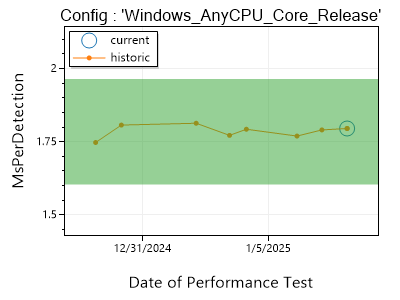 Config : 'Windows_AnyCPU_Core_Release'
current
historic
2
1.75
1.5
MsPerDetection
12/31/2024
1/5/2025
Date of Performance Test